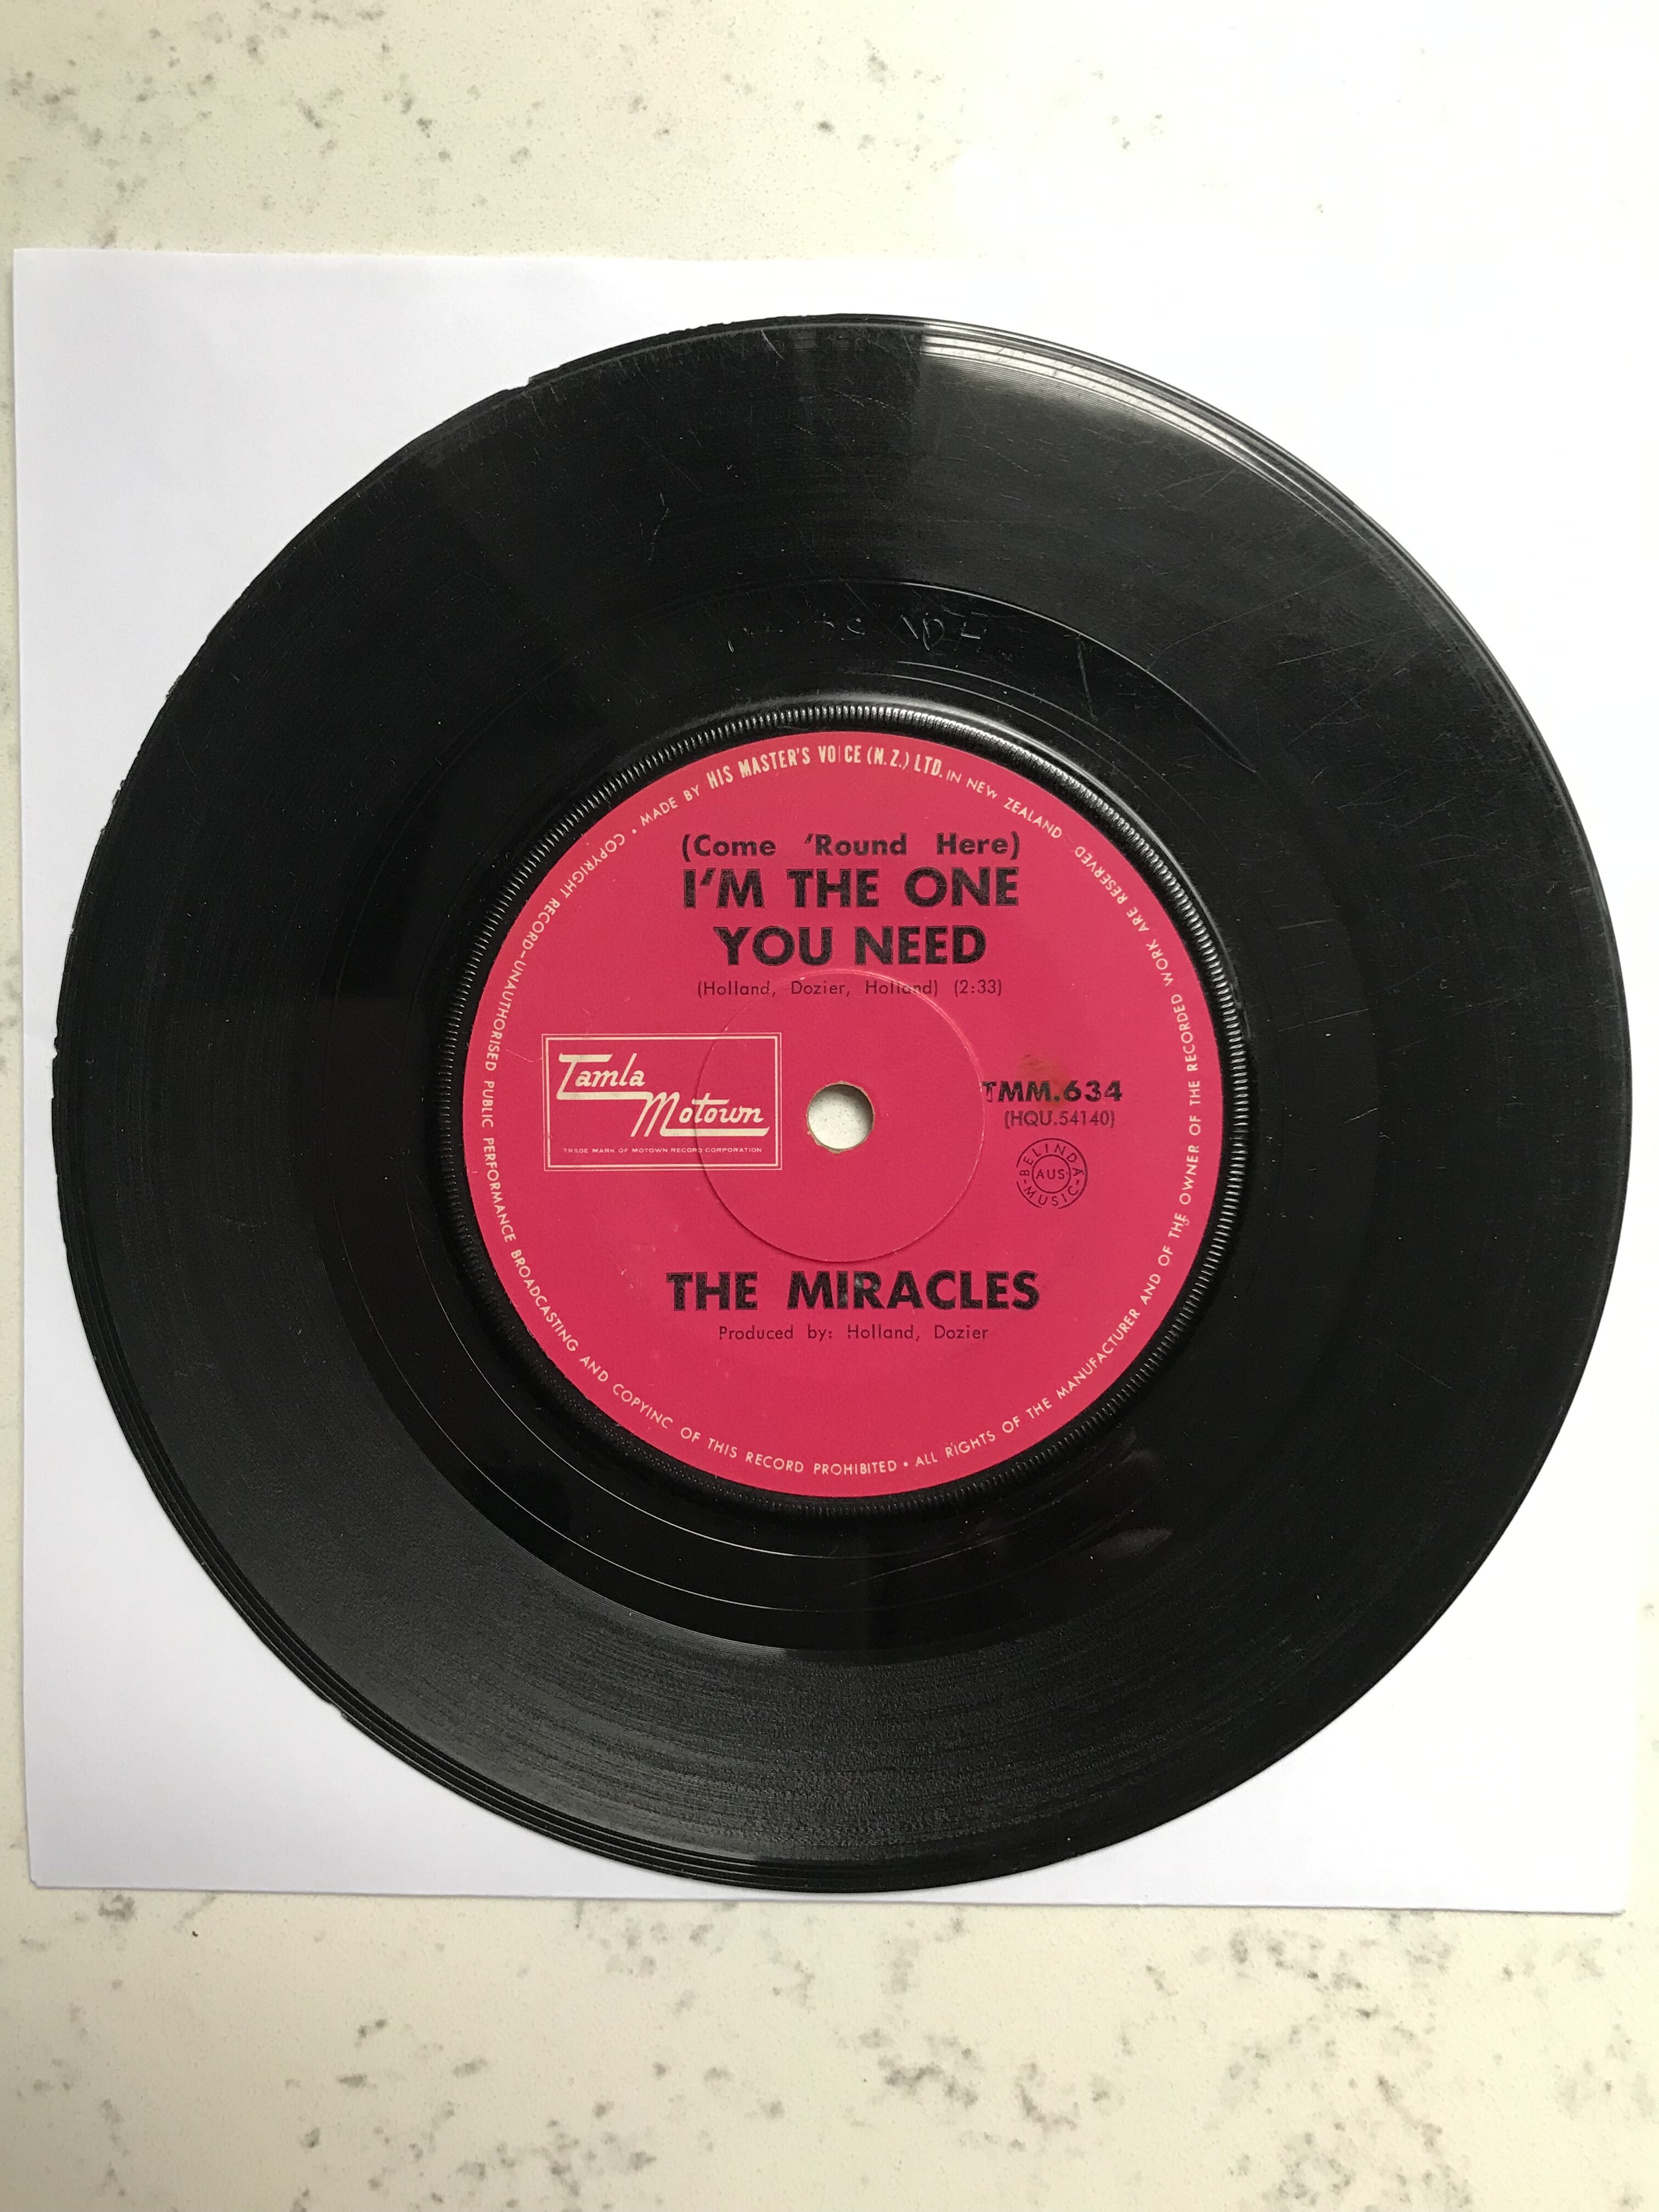 • MADE BY HIS MASTER'S VOICE (N.Z.) LTD. IN NEW ZEALAND
(Come 'Round Here)
I'M THE ONE
YOU NEED
(Holland, Dozier, Holland) (2:33)
Tamla
Motown
TRADE MARK OF MOTOWN RECORD CORPORATION
TMM.634
(HQU.54140)
BELINDA
AUS
• MUSIC •
THE MIRACLES
Produced by: Holland, Dozier
COPYRIGHT RECORD–UNAUTHORISED PUBLIC PERFORMANCE BROADCASTING AND COPYINC OF THIS RECORD PROHIBITED • ALL RIGHTS OF THE MANUFACTURER AND OF THE OWNER OF THE RECORDED WORK ARE RESERVED